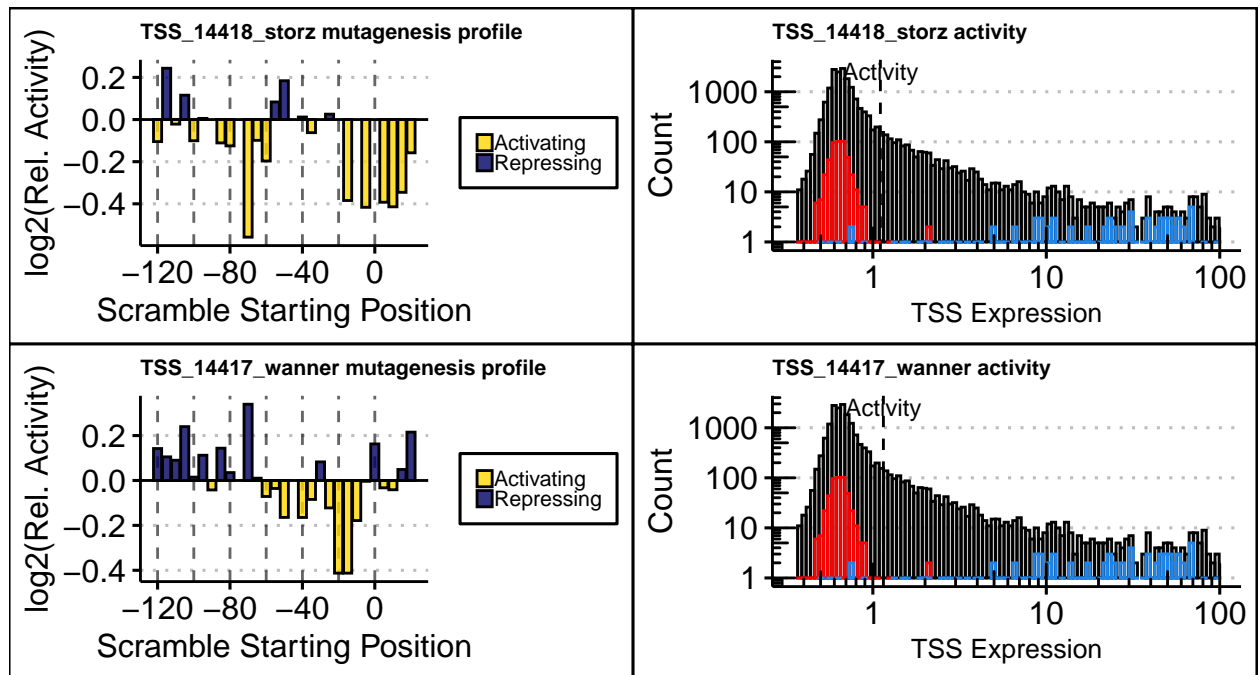 TSS_14418_storz mutagenesis profile
log2(Rel. Activity)
0.2
0.0
−0.2
−0.4
−120
−80
−40
0
Scramble Starting Position
Activating
Repressing
TSS_14418_storz activity
Activity
Count
1000
100
10
1
1
10
100
TSS Expression
TSS_14417_wanner mutagenesis profile
log2(Rel. Activity)
0.2
0.0
−0.2
−0.4
−120
−80
−40
0
Scramble Starting Position
Activating
Repressing
TSS_14417_wanner activity
Activity
Count
1000
100
10
1
1
10
100
TSS Expression